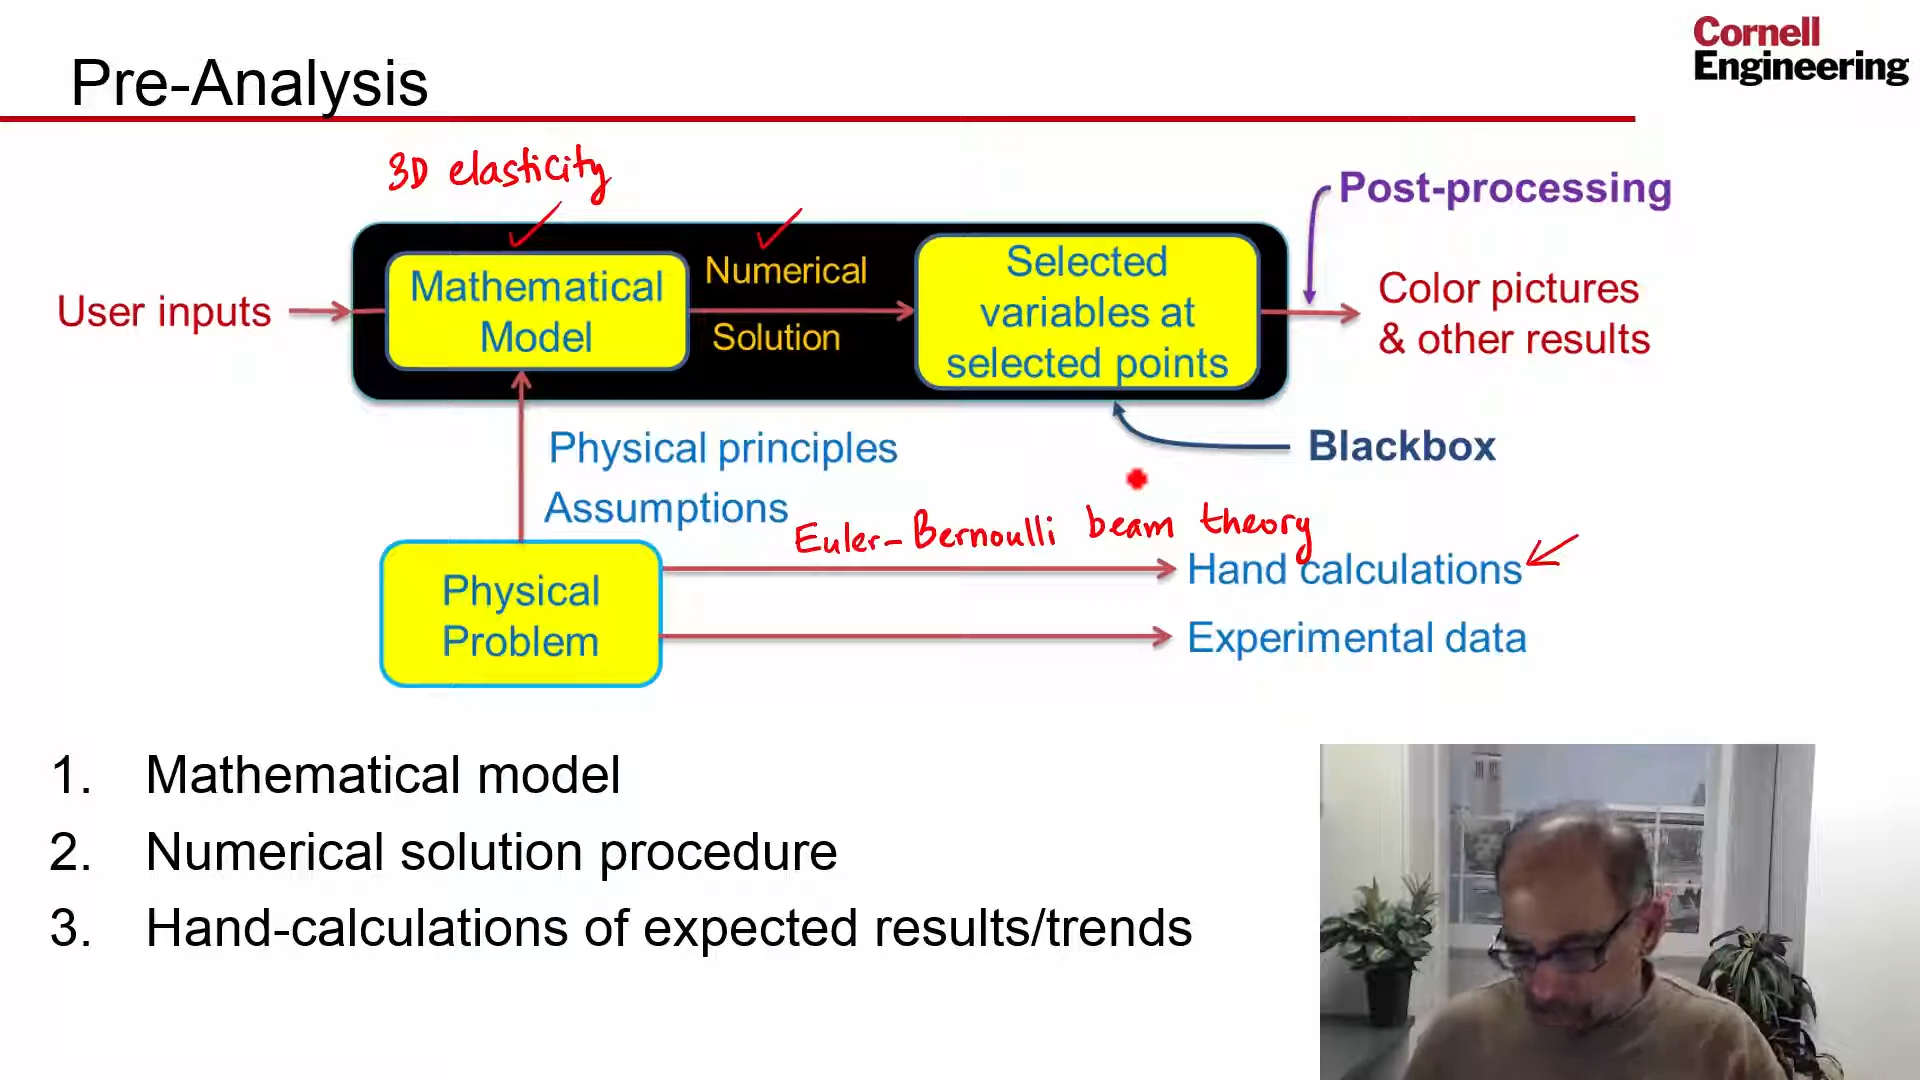 Cornell
Engineering
Pre-Analysis
3D elasticity
Post-processing
User inputs
Mathematical
Model
Numerical
Solution
Selected
variables at
selected points
Color pictures
& other results
Physical principles
Assumptions
Blackbox
Euler-Bernoulli beam theory
Physical
Problem
Hand calculations
Experimental data
1. Mathematical model
2. Numerical solution procedure
3. Hand-calculations of expected results/trends